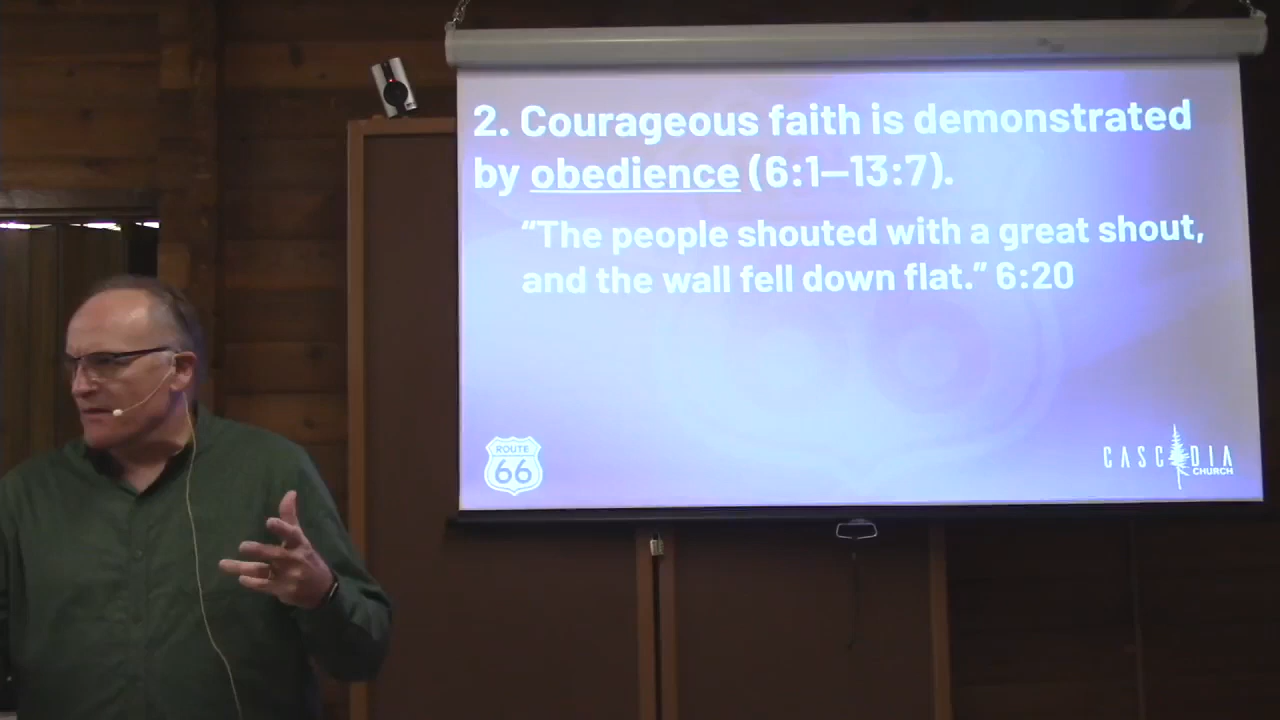 2. Courageous faith is demonstrated
by obedience (6:1–13:7).
“The people shouted with a great shout,
and the wall fell down flat.” 6:20
ROUTE
66
CASCADIA
CHURCH